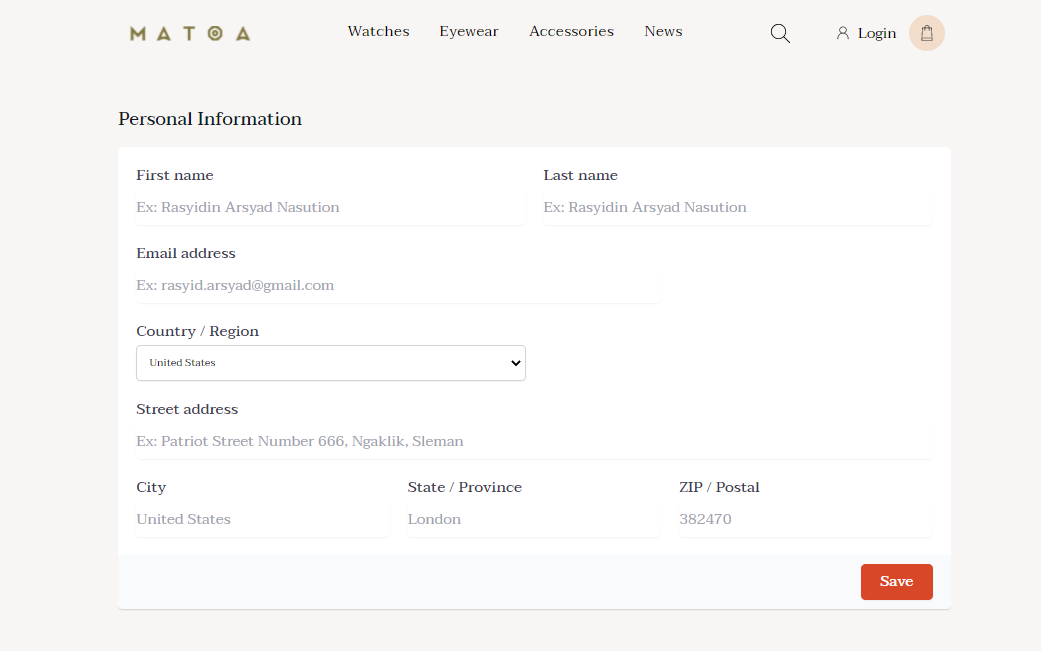 MATOA Watches Eyewear Accessories News Login
Personal Information
First name Last name
Ex: Rasyidin Arsyad Nasution Ex: Rasyidin Arsyad Nasution
Email address
Ex: rasyid.arsyad@gmail.com
Country / Region
United States
Street address
Ex: Patriot Street Number 666, Ngaklik, Sleman
City State / Province ZIP / Postal
United States London 382470
Save